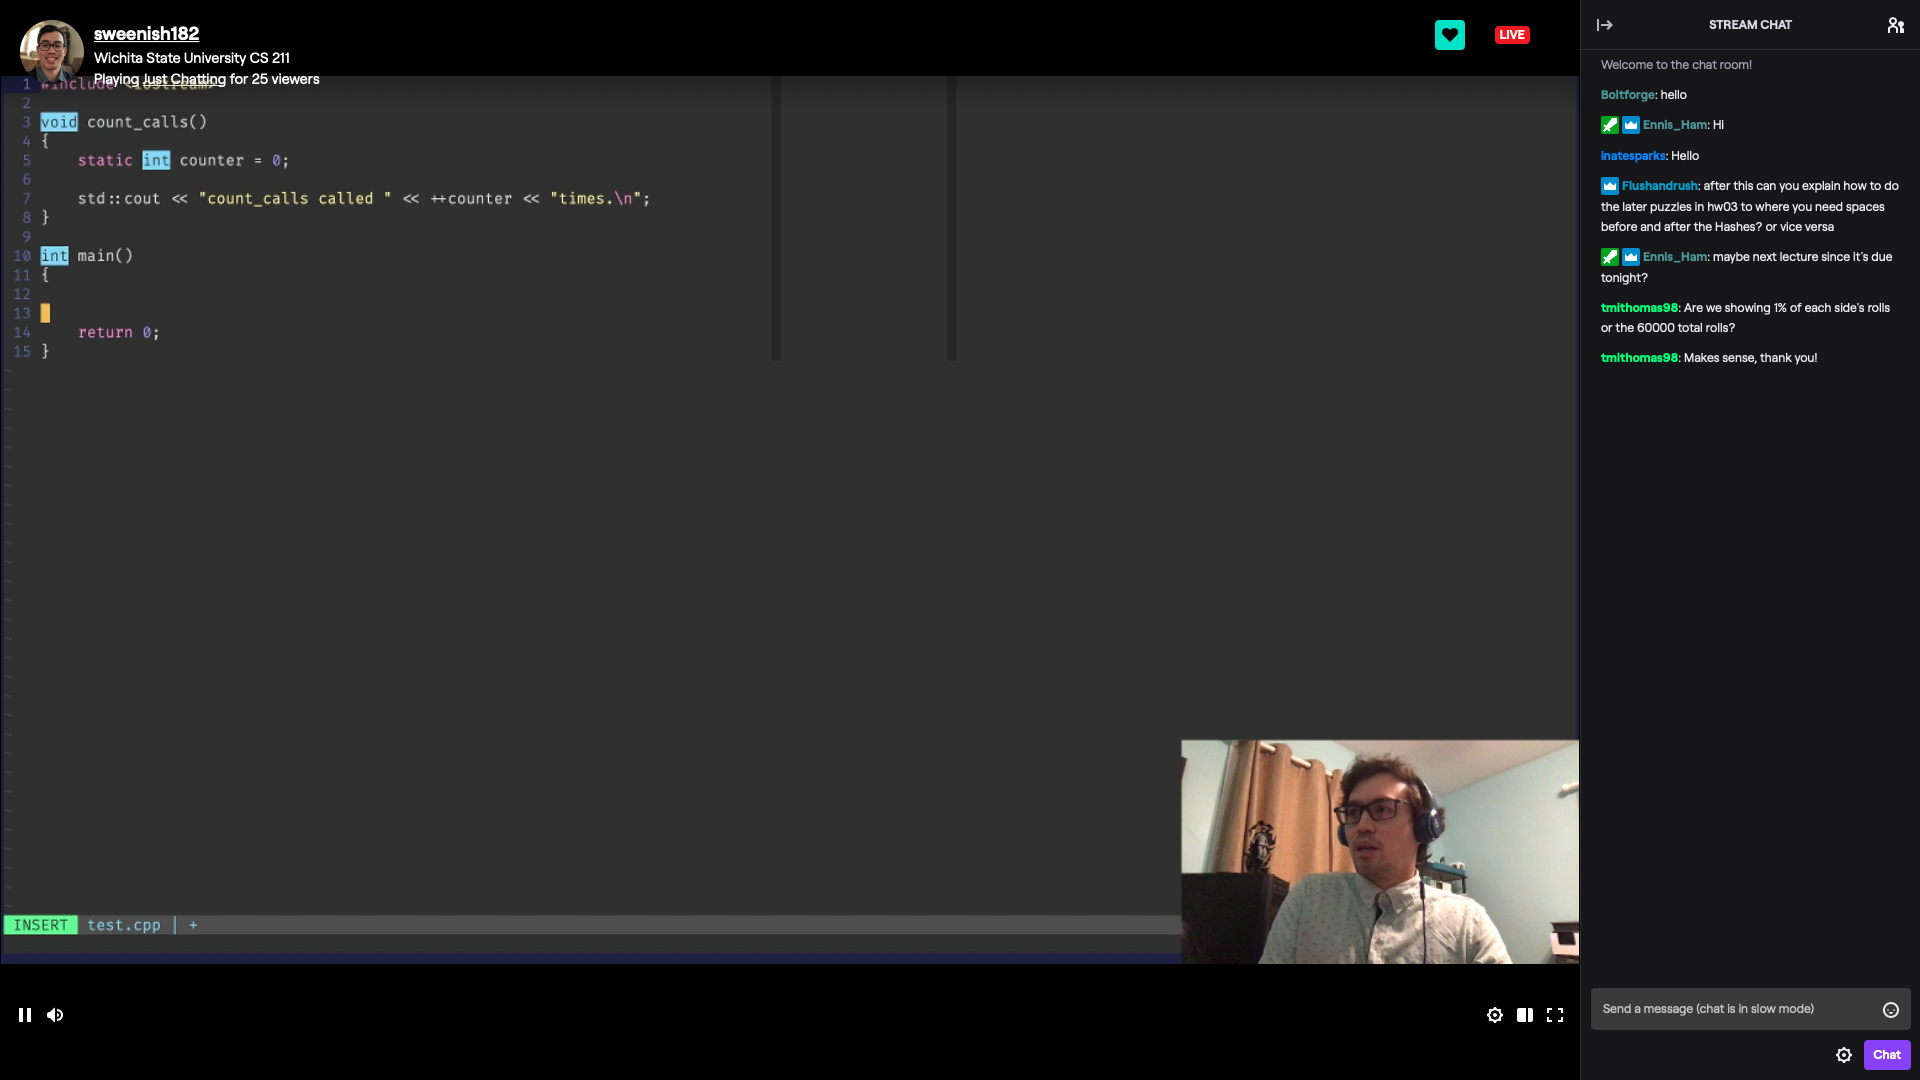 sweenish182
Wichita State University CS 211
Playing Just Chatting for 25 viewers
LIVE
1 #include <iostream>
2
3 void count_calls()
4 {
5 static int counter = 0;
6
7 std::cout << "count_calls called " << ++counter << "times.\n";
8 }
9
10 int main()
11 {
12
13
14 return 0;
15 }
INSERT test.cpp | +
STREAM CHAT
Welcome to the chat room!
Boltforge: hello
Ennis_Ham: Hi
inatesparks: Hello
Flushandrush: after this can you explain how to do
the later puzzles in hw03 to where you need spaces
before and after the Hashes? or vice versa
Ennis_Ham: maybe next lecture since it's due
tonight?
tmithomas98: Are we showing 1% of each side's rolls
or the 60000 total rolls?
tmithomas98: Makes sense, thank you!
Send a message (chat is in slow mode)
Chat